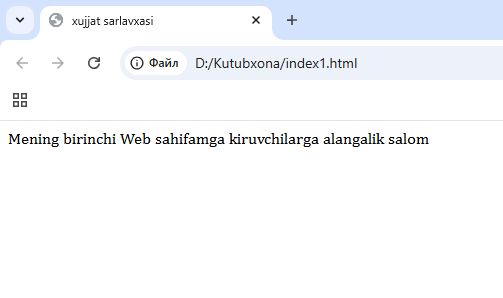 xujjat sarlavxasi
Файл D:/Kutubxona/index1.html
Mening birinchi Web sahifamga kiruvchilarga alangalik salom